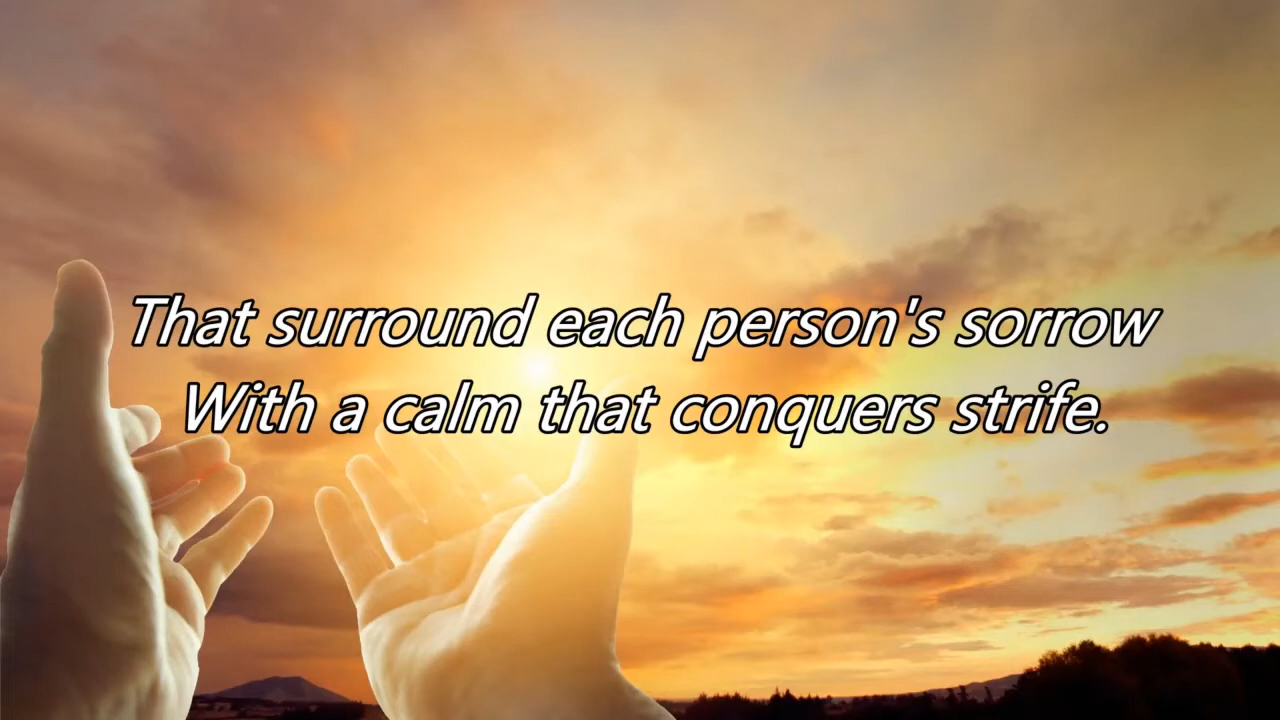 That surround each person's sorrow
With a calm that conquers strife.